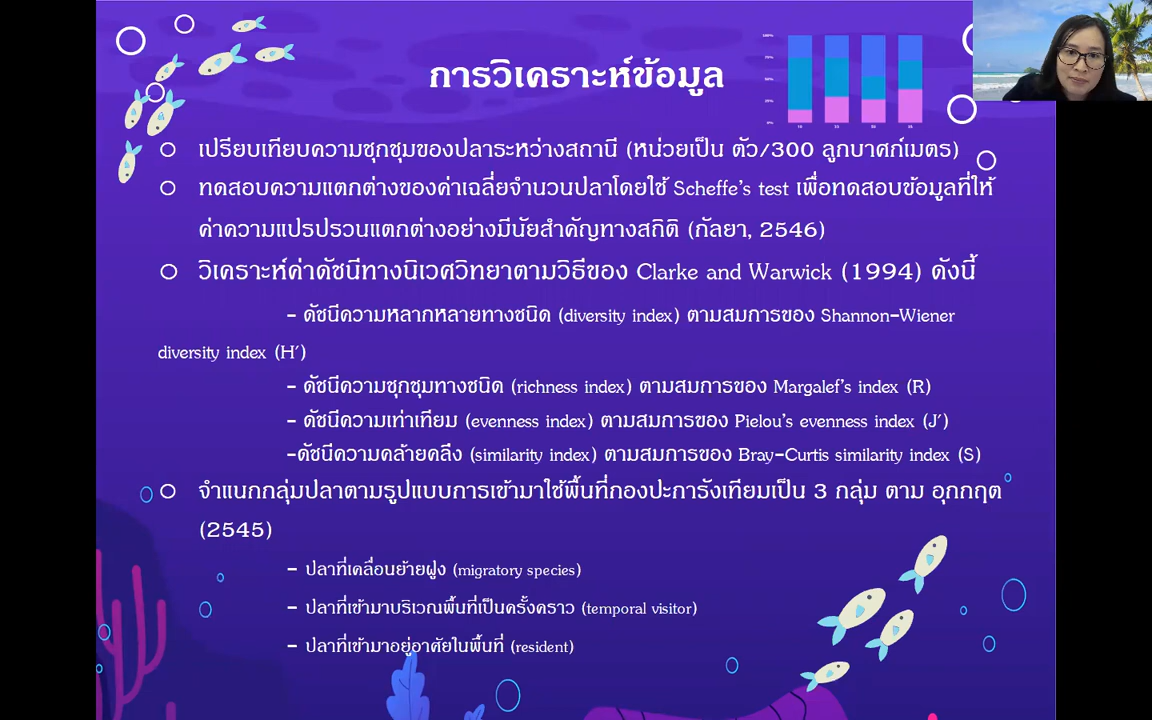 การวิเคราะห์ข้อมูล
เปรียบเทียบความชุกชุมของปลาระหว่างสถานี (หน่วยเป็น ตัว/300 ลูกบาศก์เมตร)
ทดสอบความแตกต่างของค่าเฉลี่ยจำนวนปลาโดยใช้ Scheffe's test เพื่อทดสอบข้อมูลที่ให้
ค่าความแปรปรวนแตกต่างอย่างมีนัยสำคัญทางสถิติ (กัลยา, 2546)
วิเคราะห์ค่าดัชนีทางนิเวศวิทยาตามวิธีของ Clarke and Warwick (1994) ดังนี้
- ดัชนีความหลากหลายทางชนิด (diversity index) ตามสมการของ Shannon-Wiener
diversity index (H′)
- ดัชนีความชุกชุมทางชนิด (richness index) ตามสมการของ Margalef's index (R)
- ดัชนีความเท่าเทียม (evenness index) ตามสมการของ Pielou's evenness index (J′)
-ดัชนีความคล้ายคลึง (similarity index) ตามสมการของ Bray-Curtis similarity index (S)
จำแนกกลุ่มปลาตามรูปแบบการเข้ามาใช้พื้นที่กองปะการังเทียมเป็น 3 กลุ่ม ตาม อุกกฤต
(2545)
- ปลาที่เคลื่อนย้ายฝูง (migratory species)
- ปลาที่เข้ามาบริเวณพื้นที่เป็นครั้งคราว (temporal visitor)
- ปลาที่เข้ามาอยู่อาศัยในพื้นที่ (resident)